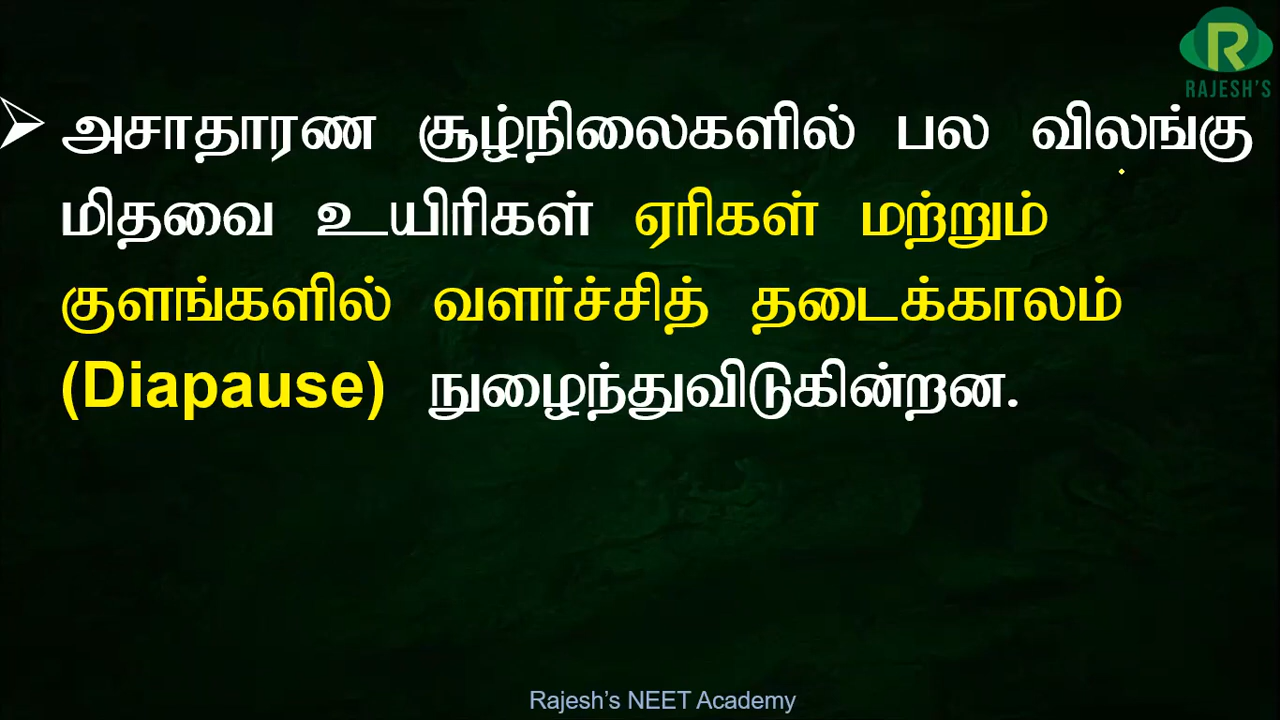 R
RAJESH'S
அசாதாரண சூழ்நிலைகளில் பல விலங்கு
மிதவை உயிரிகள் ஏரிகள் மற்றும்
குளங்களில் வளர்ச்சித் தடைக்காலம்
(Diapause) நுழைந்துவிடுகின்றன.
Rajesh's NEET Academy